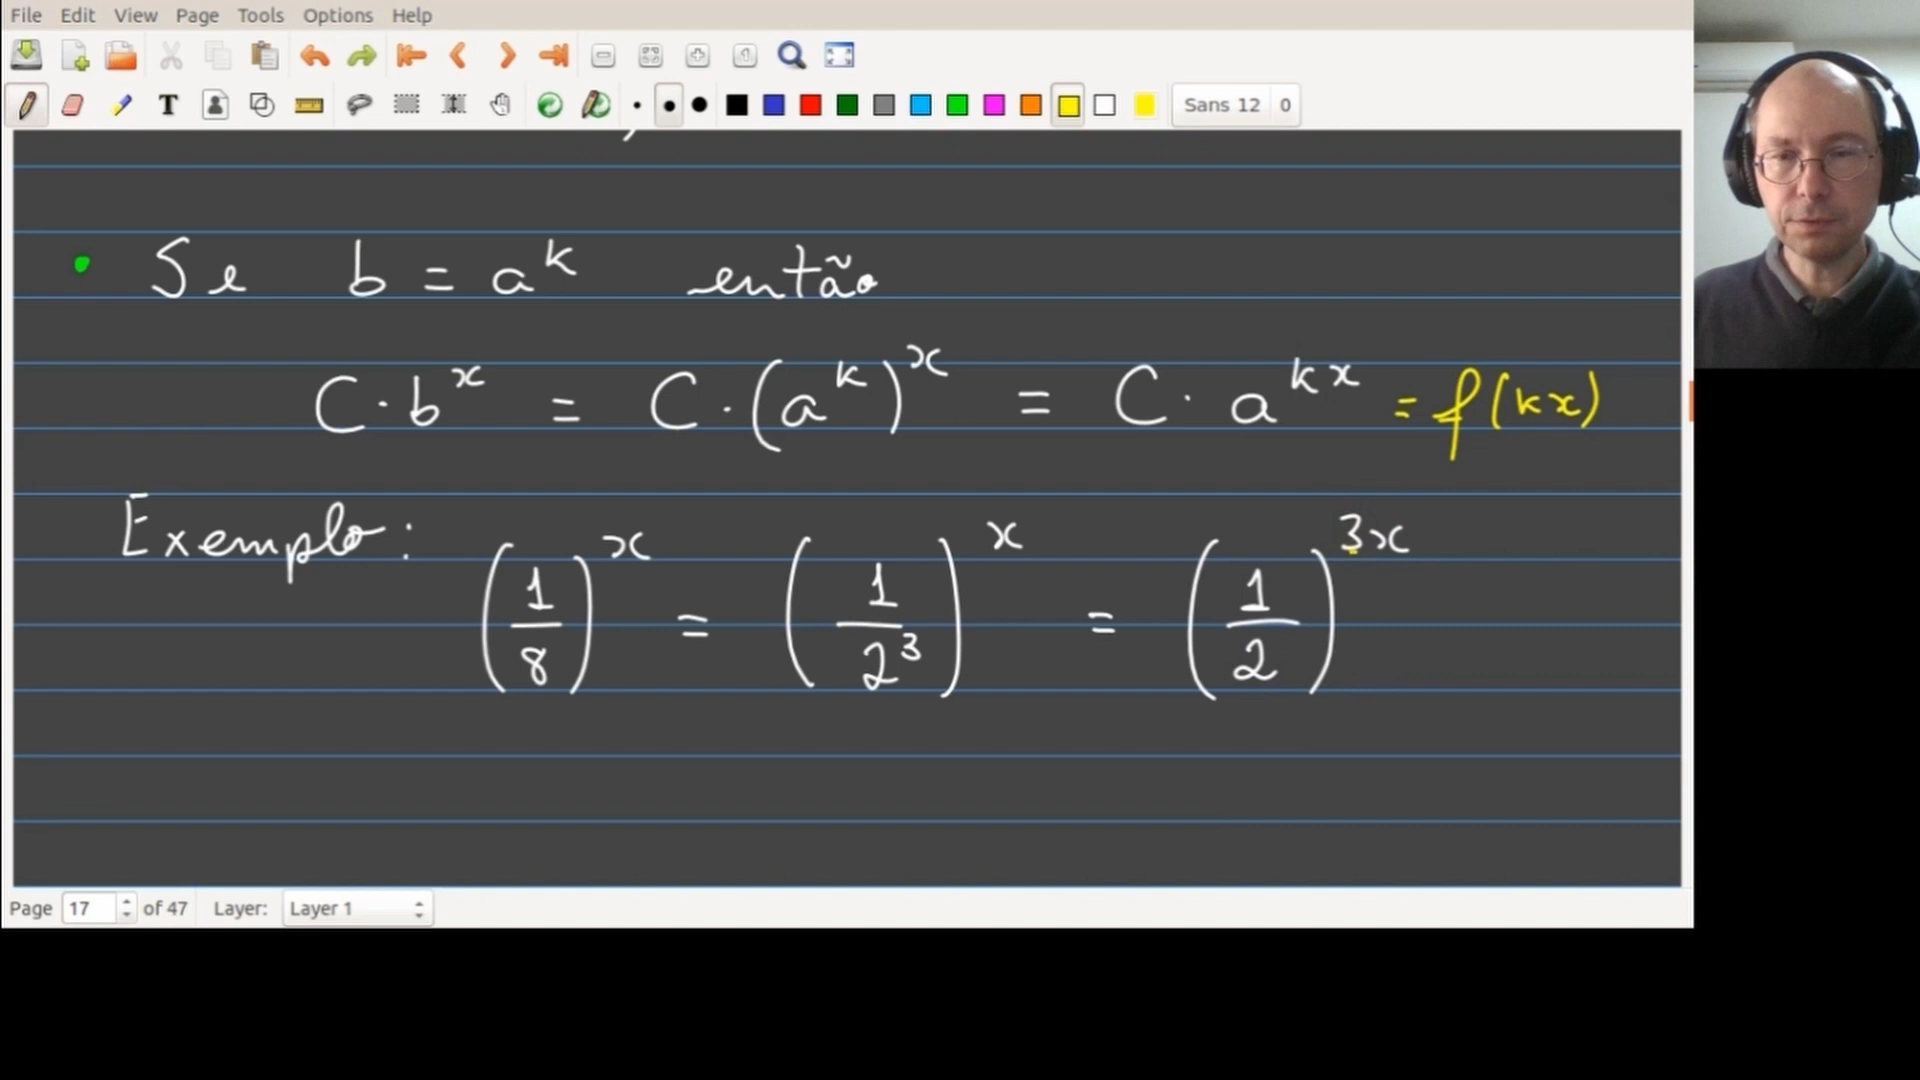 File Edit View Page Tools Options Help
T Sans 12 0
• Se b = a^k então
C · b^x = C · (a^k)^x = C · a^{kx} = f(kx)
Exemplo: (1/8)^x = (1/2^3)^x = (1/2)^{3x}
Page 17 of 47 Layer: Layer 1